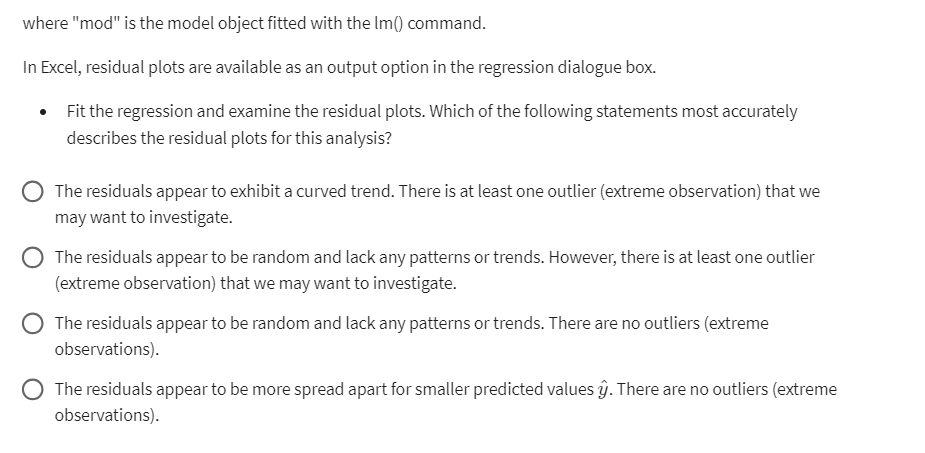 where "mod" is the model object fitted with the lm() command.
In Excel, residual plots are available as an output option in the regression dialogue box.
• Fit the regression and examine the residual plots. Which of the following statements most accurately
describes the residual plots for this analysis?
The residuals appear to exhibit a curved trend. There is at least one outlier (extreme observation) that we
may want to investigate.
The residuals appear to be random and lack any patterns or trends. However, there is at least one outlier
(extreme observation) that we may want to investigate.
The residuals appear to be random and lack any patterns or trends. There are no outliers (extreme
observations).
The residuals appear to be more spread apart for smaller predicted values ŷ. There are no outliers (extreme
observations).